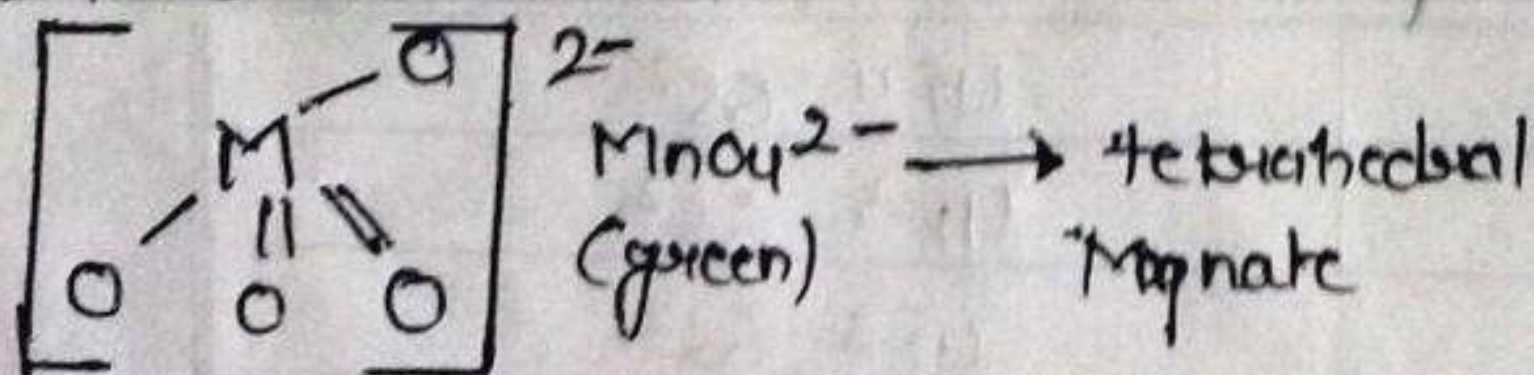 O 2-
M MnO4 2- → tetrahedral
O O O (green) Magnate